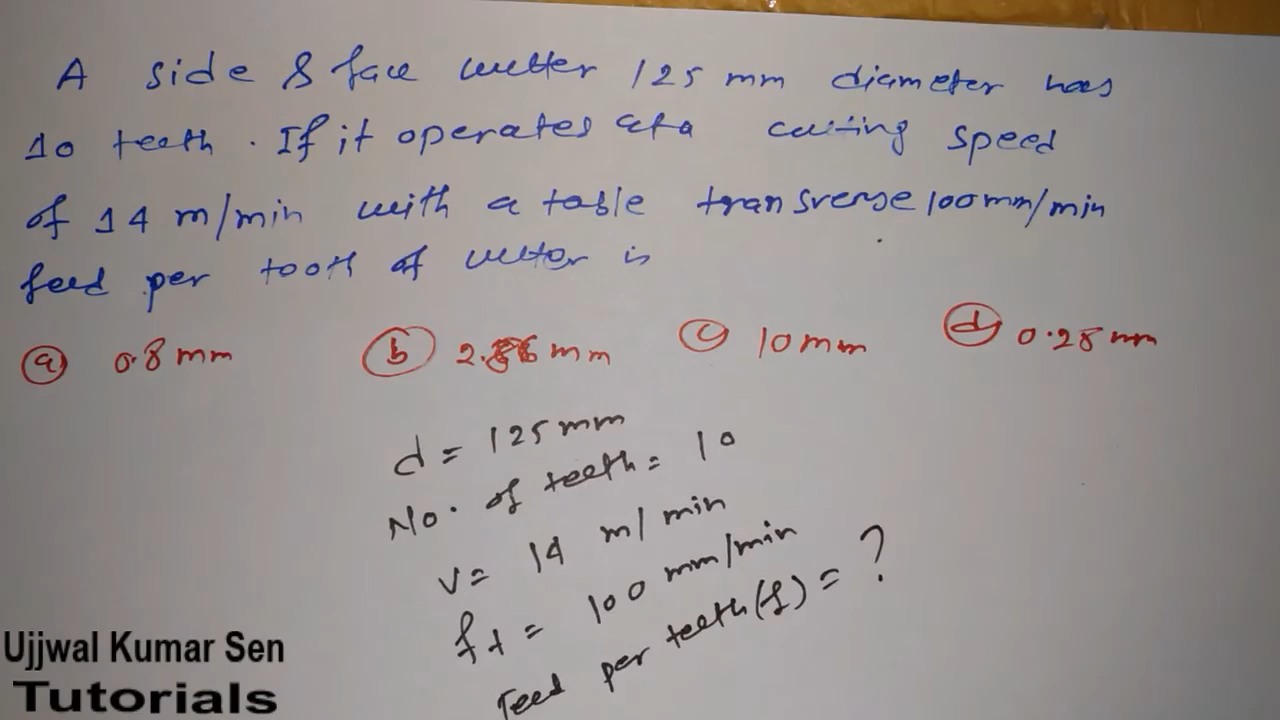 A side & face cutter 125 mm diameter has
10 teeth. If it operates at a cutting speed
of 14 m/min with a table transverse 100mm/min
feed per tooth of cutter is
(a) 0.8 mm (b) 2. mm (c) 10 mm (d) 0.28 mm
d = 125 mm
No. of teeth = 10
v = 14 m/min
ft = 100 mm/min
Feed per teeth (f) = ?
Ujjwal Kumar Sen
Tutorials